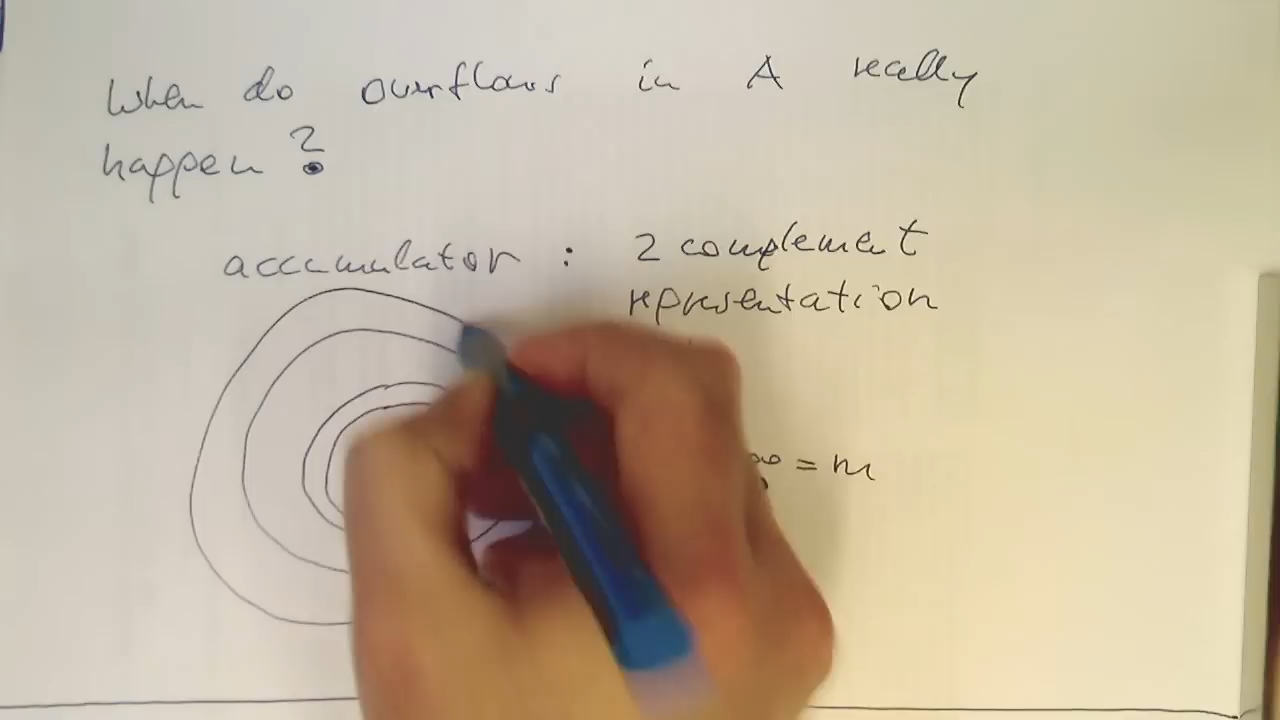 When do overflows in A really
happen ?
accumulator : 2 complement
representation
= m